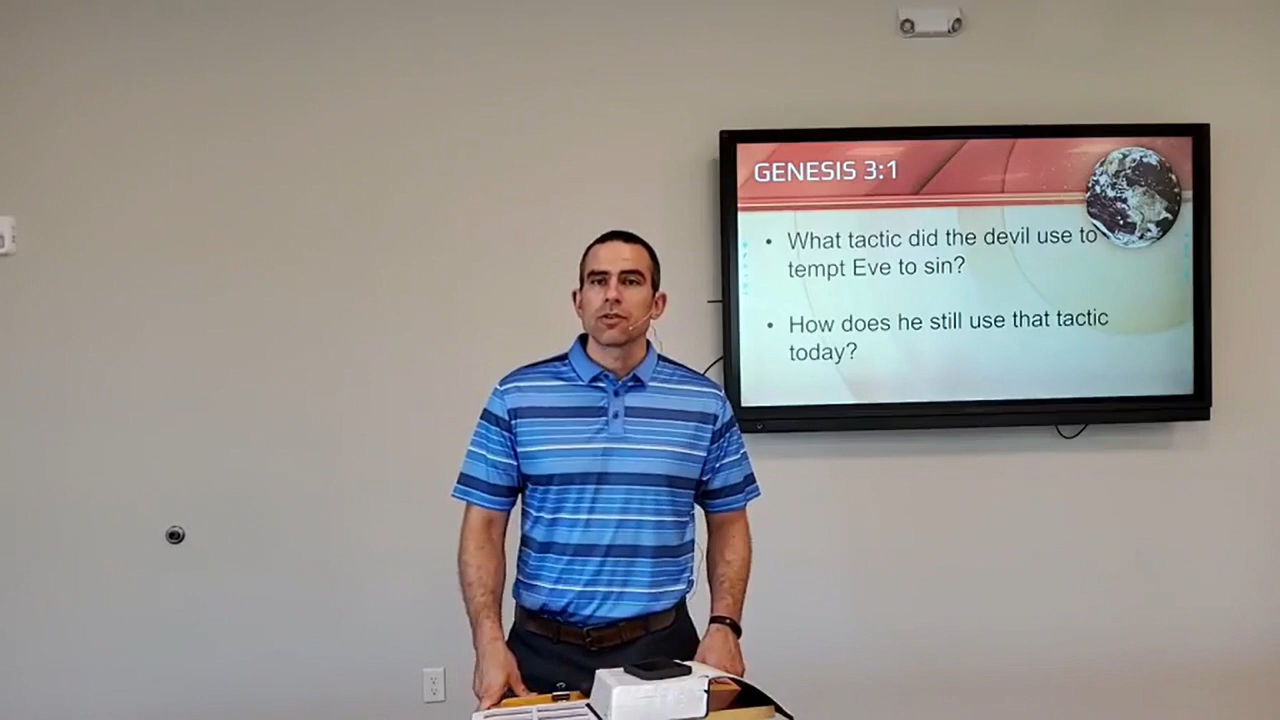 GENESIS 3:1
• What tactic did the devil use to
tempt Eve to sin?
• How does he still use that tactic
today?